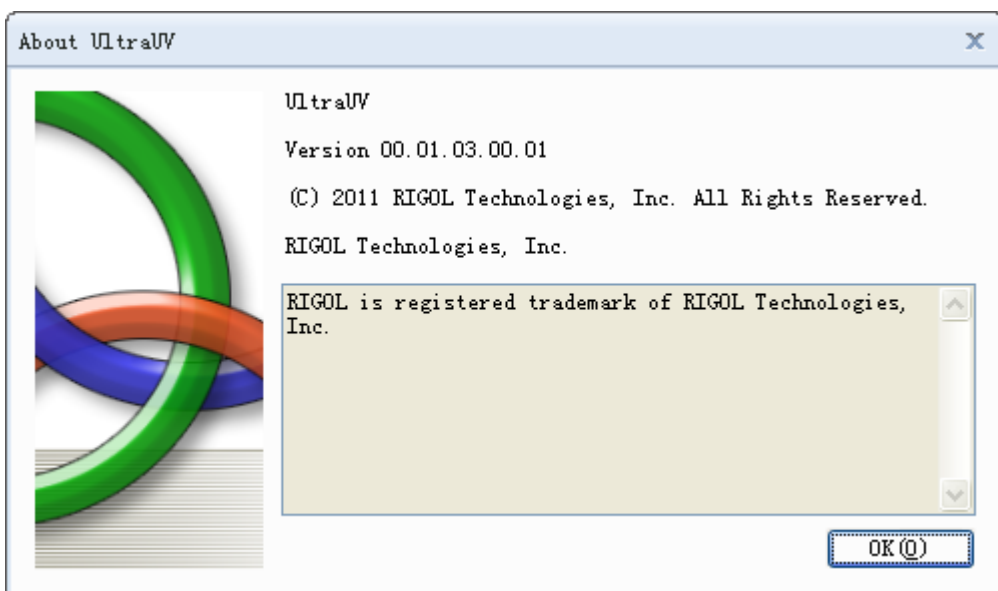 About UltraUV
UltraUV
Version 00.01.03.00.01
(C) 2011 RIGOL Technologies, Inc. All Rights Reserved.
RIGOL Technologies, Inc.
RIGOL is registered trademark of RIGOL Technologies,
Inc.
OK(O)